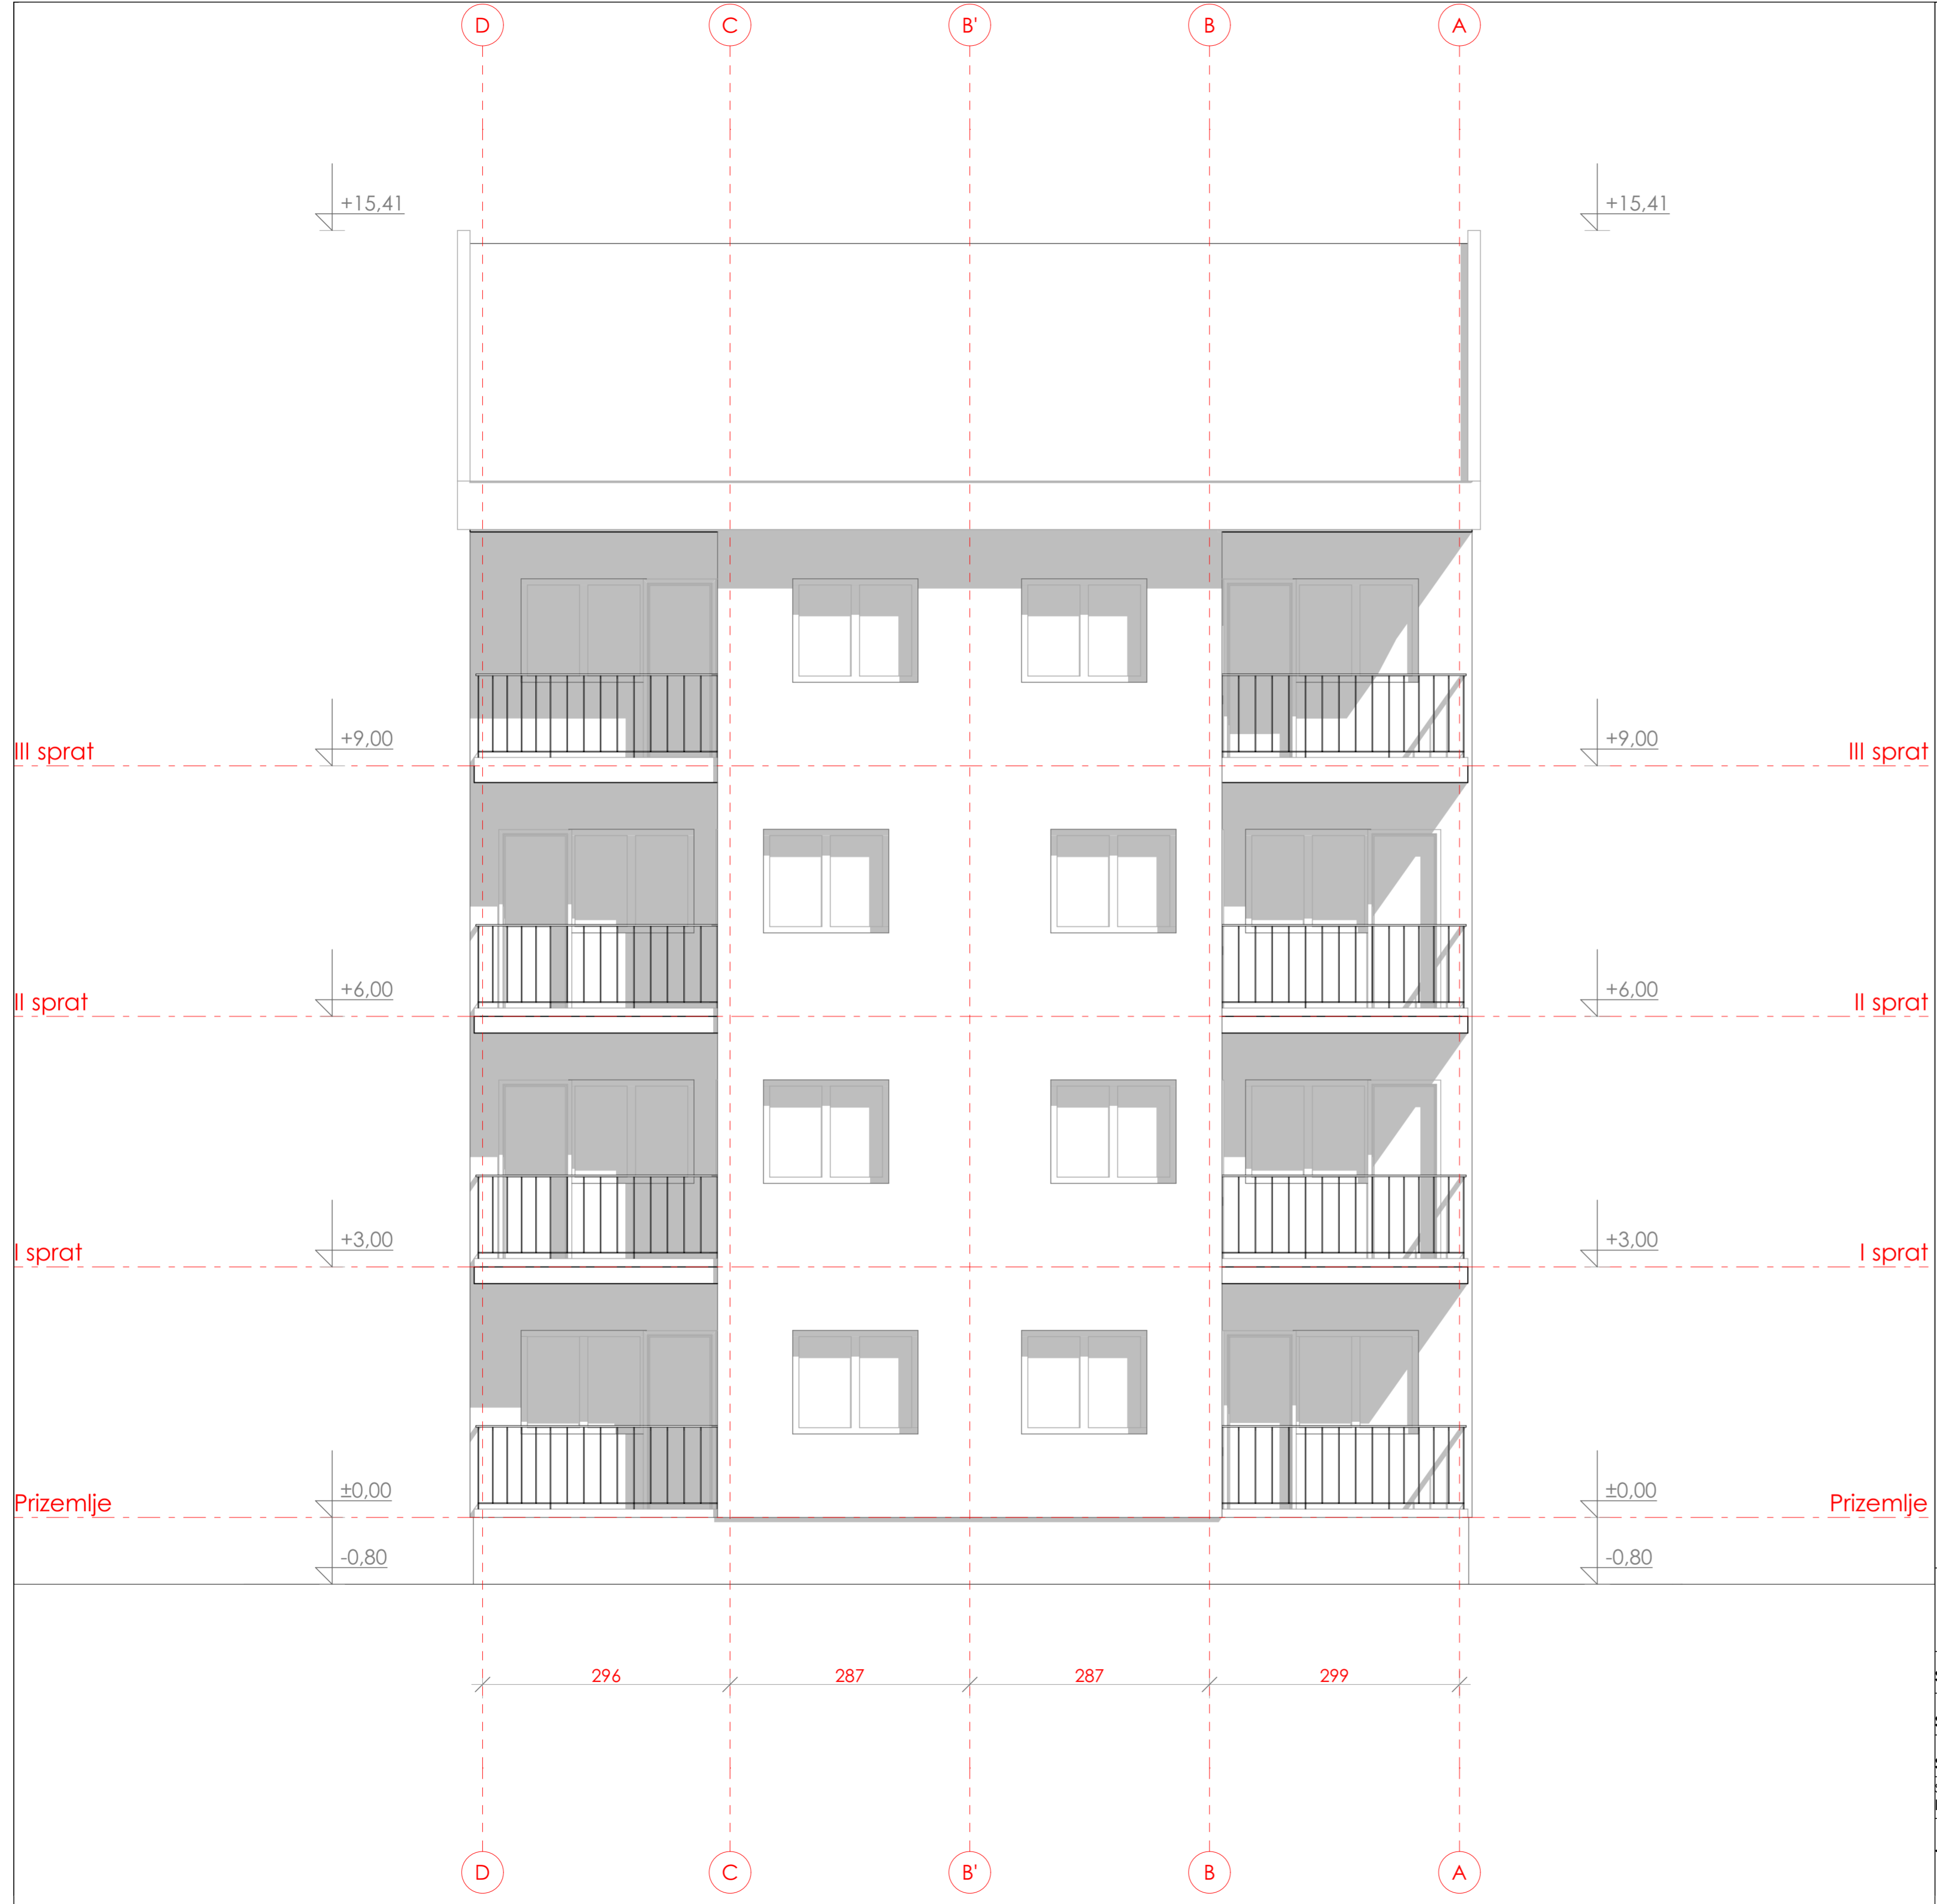 D C B' B A
+15,41 +15,41
III sprat +9,00 +9,00 III sprat
II sprat +6,00 +6,00 II sprat
I sprat +3,00 +3,00 I sprat
Prizemlje ±0,00 ±0,00 Prizemlje
-0,80 -0,80
296 287 287 299
D C B' B A